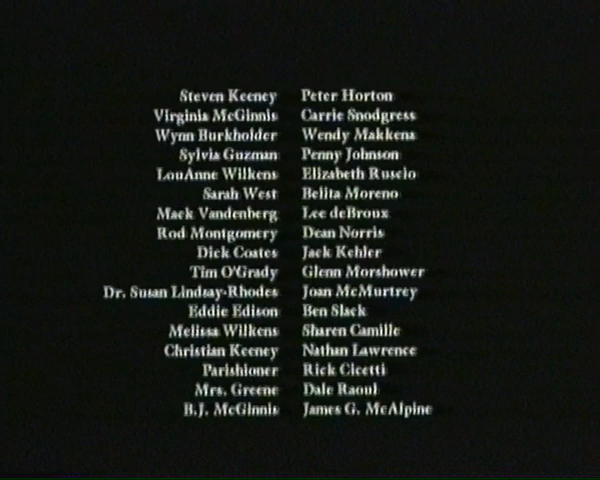 Steven Keeney Peter Horton
Virginia McGinnis Carrie Snodgress
Wynn Burkholder Wendy Makkena
Sylvia Guzman Penny Johnson
LouAnne Wilkens Elizabeth Ruscio
Sarah West Belita Moreno
Mack Vandenberg Lee deBroux
Rod Montgomery Dean Norris
Dick Coates Jack Kehler
Tim O'Grady Glenn Morshower
Dr. Susan Lindsay-Rhodes Joan McMurtrey
Eddie Edison Ben Slack
Melissa Wilkens Sharen Camille
Christian Keeney Nathan Lawrence
Parishioner Rick Cicetti
Mrs. Greene Dale Raoul
B.J. McGinnis James G. McAlpine